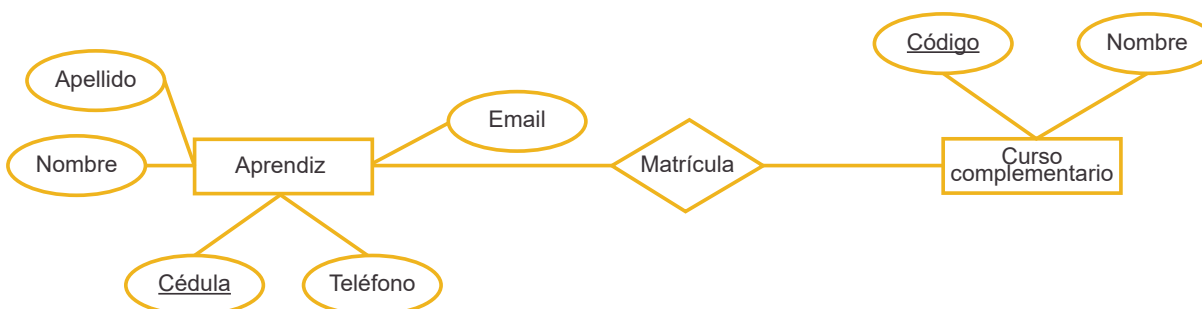 Código
Nombre
Apellido
Email
Nombre
Aprendiz
Matrícula
Curso
complementario
Cédula
Teléfono